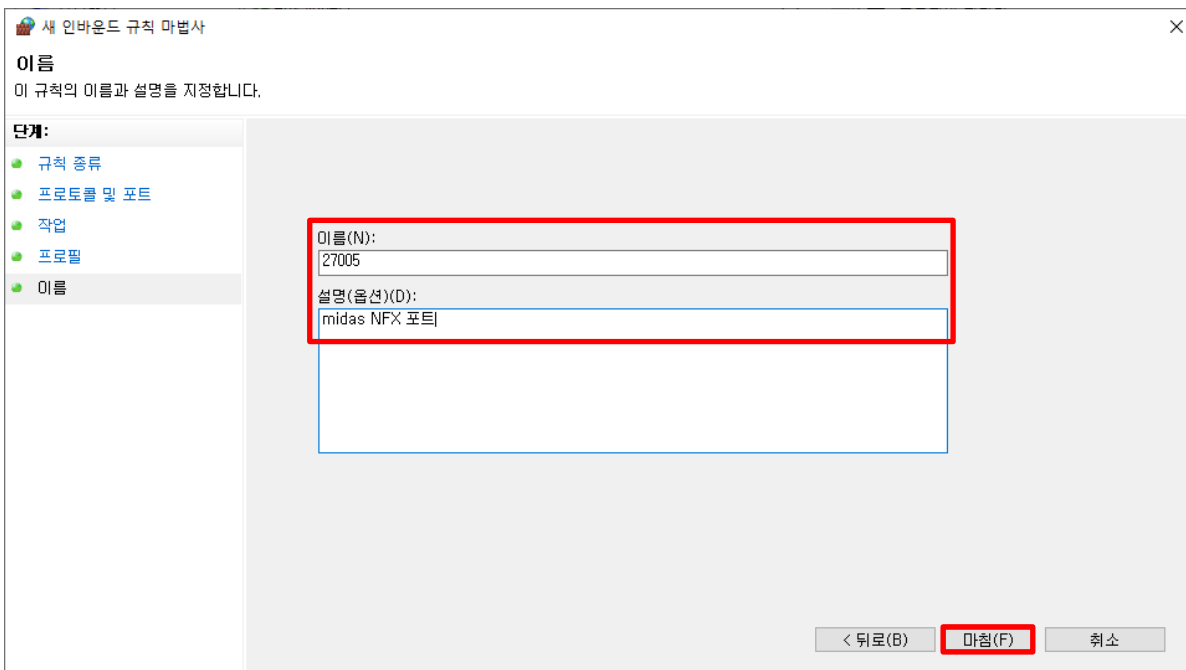 새 인바운드 규칙 마법사
이름
이 규칙의 이름과 설명을 지정합니다.
단계:
규칙 종류
프로토콜 및 포트
작업
프로필
이름
이름(N):
27005
설명(옵션)(D):
midas NFX 포트
< 뒤로(B)
마침(F)
취소